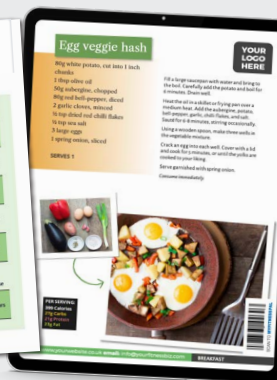 Egg veggie hash
80g white potato, cut into 1 inch
chunks
1 tbsp olive oil
50g aubergine, chopped
80g red bell-pepper, diced
2 garlic cloves, minced
½ tsp dried red chilli flakes
¼ tsp sea salt
3 large eggs
1 spring onion, sliced
SERVES 1
YOUR
LOGO
HERE
Fill a large saucepan with water and bring to
the boil. Carefully add the potato and boil for
minutes. Drain well.
Heat the oil in a skillet or frying pan over a
medium heat. Add the aubergine, potato,
bell-pepper, garlic, chilli flakes, and salt.
Sauté for minutes, stirring occasionally.
Using a wooden spoon, make three wells in
the vegetable mixture.
Crack an egg into each well. Cover with a lid
and cook for 5 minutes, or until the yolks are
cooked to your liking.
Serve garnished with spring onion.
Consume immediately.
PER SERVING:
Calories
Carbs
Protein
Fat
email:
BREAKFAST